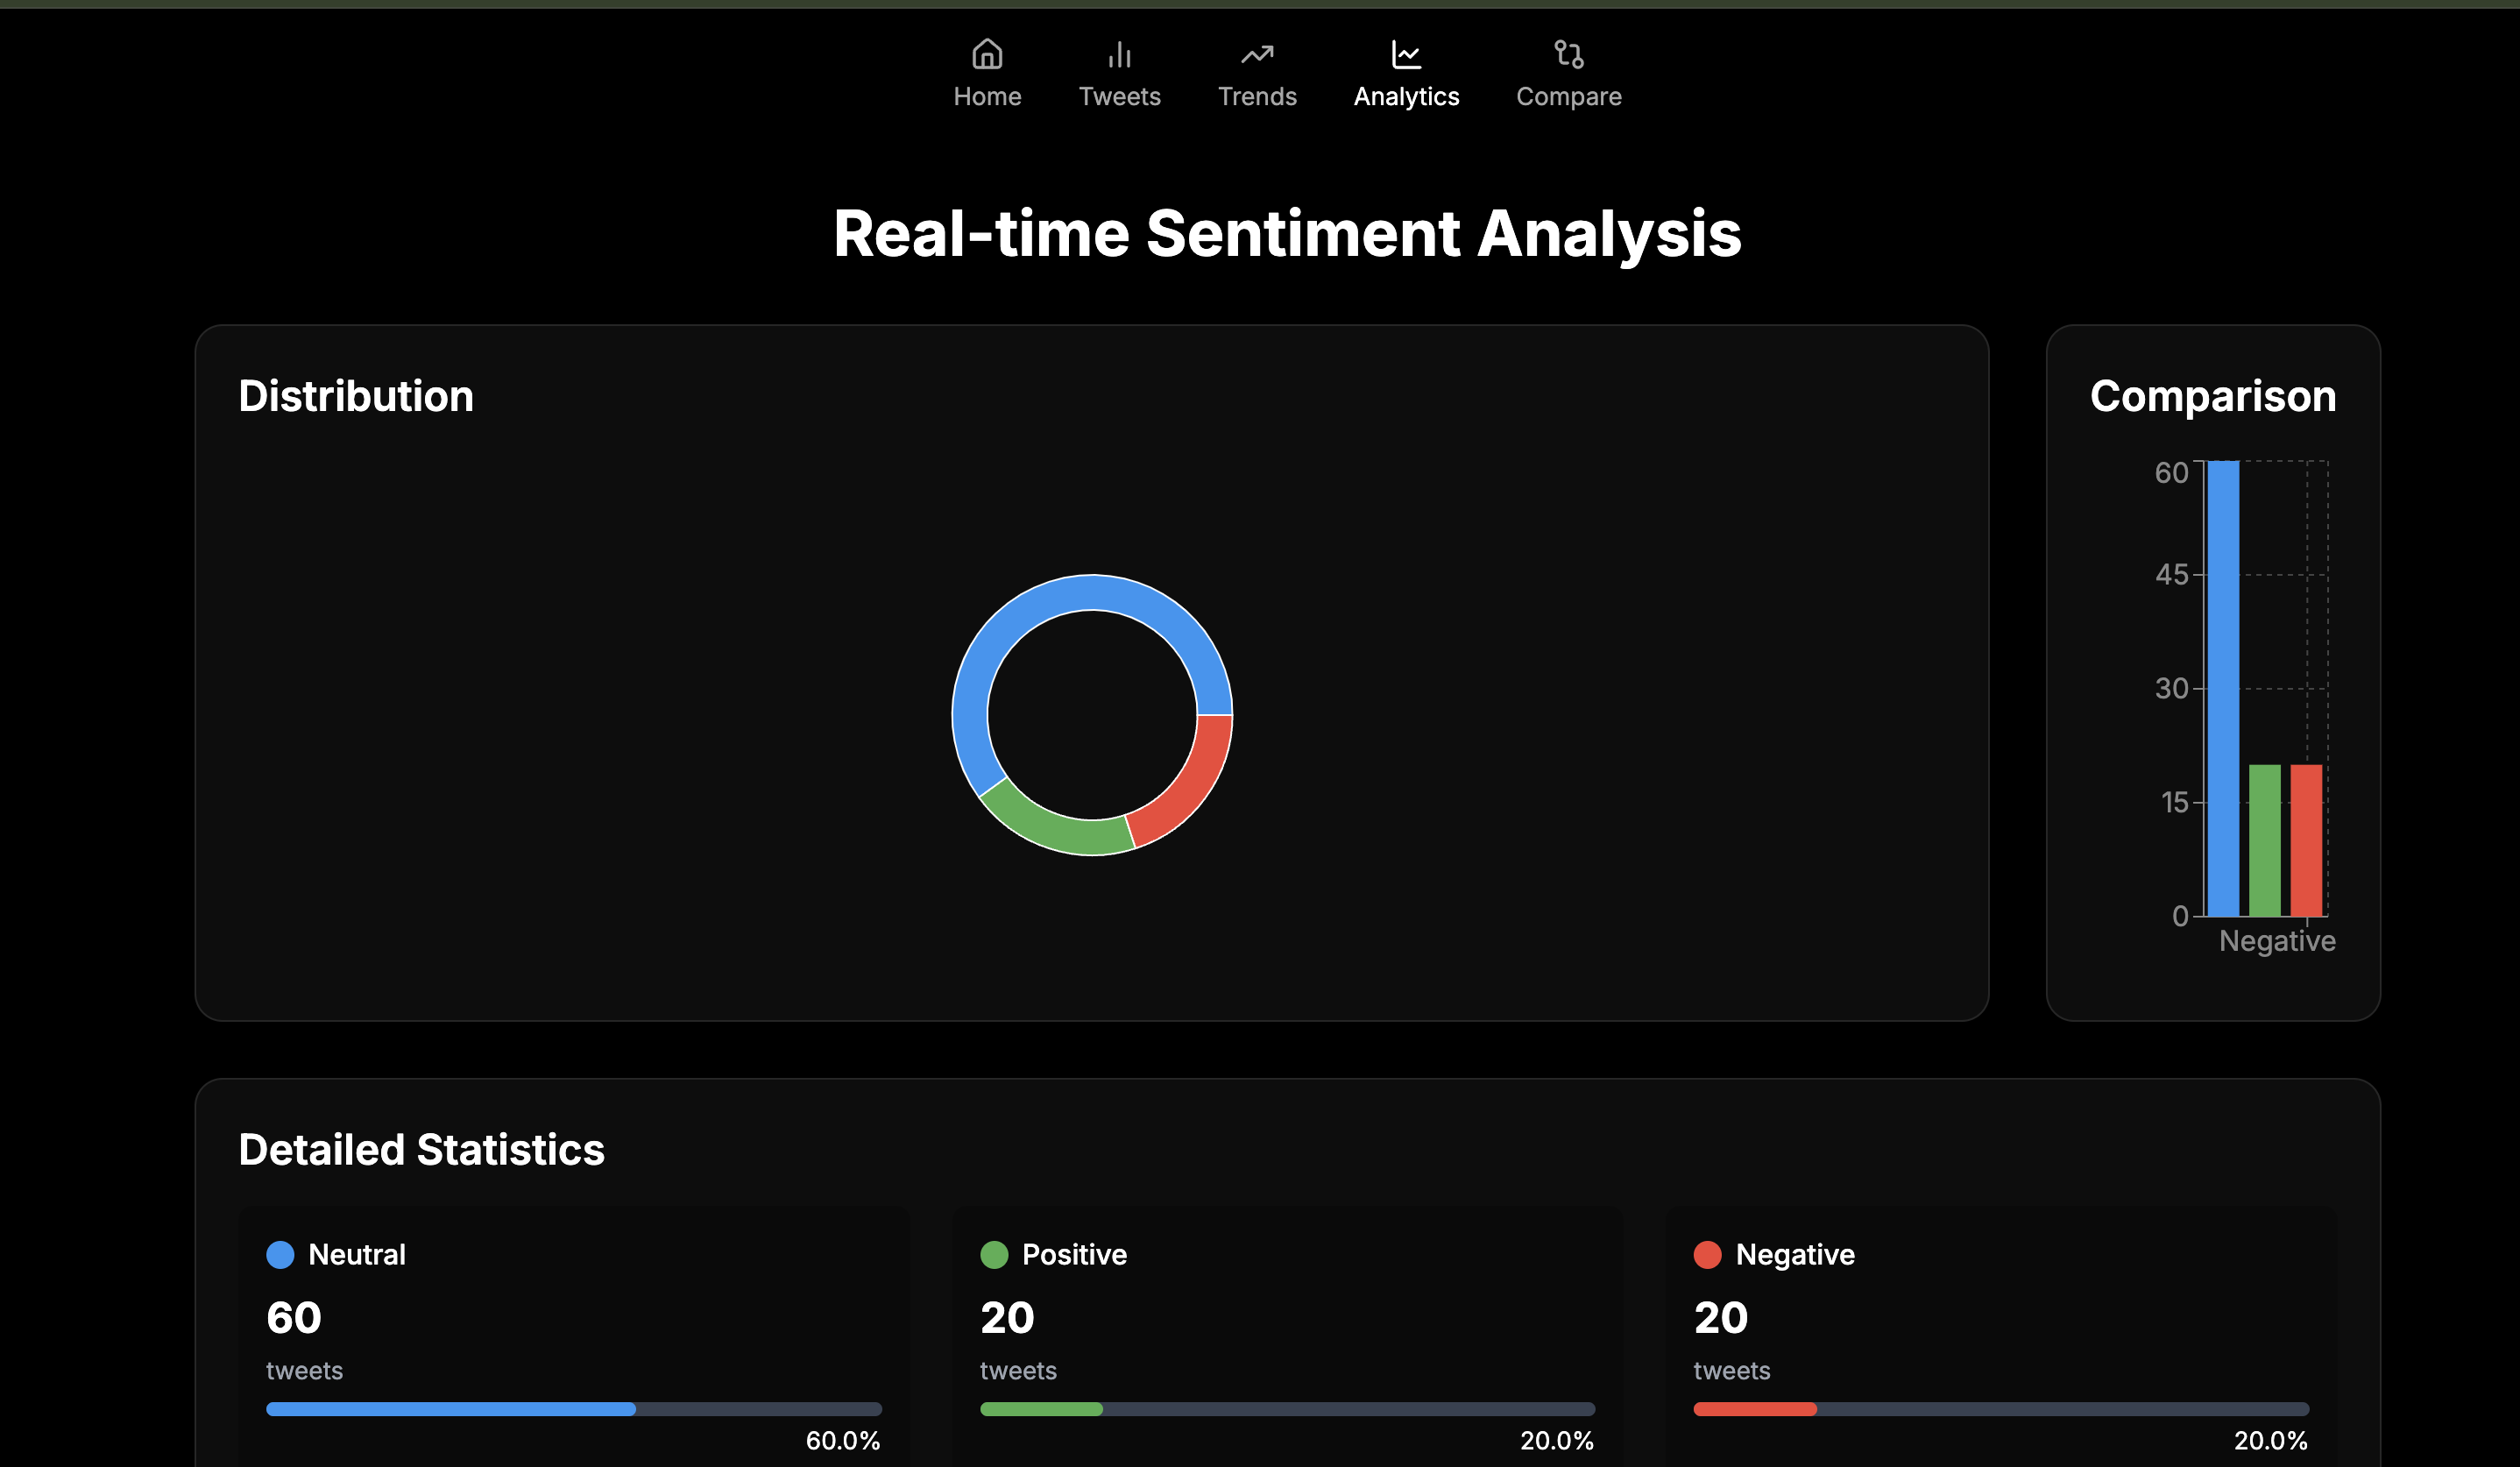 Home Tweets Trends Analytics Compare
Real-time Sentiment Analysis
Distribution
Comparison
60
45
30
15
0
Negative
Detailed Statistics
Neutral
60
tweets
60.0%
Positive
20
tweets
20.0%
Negative
20
tweets
20.0%